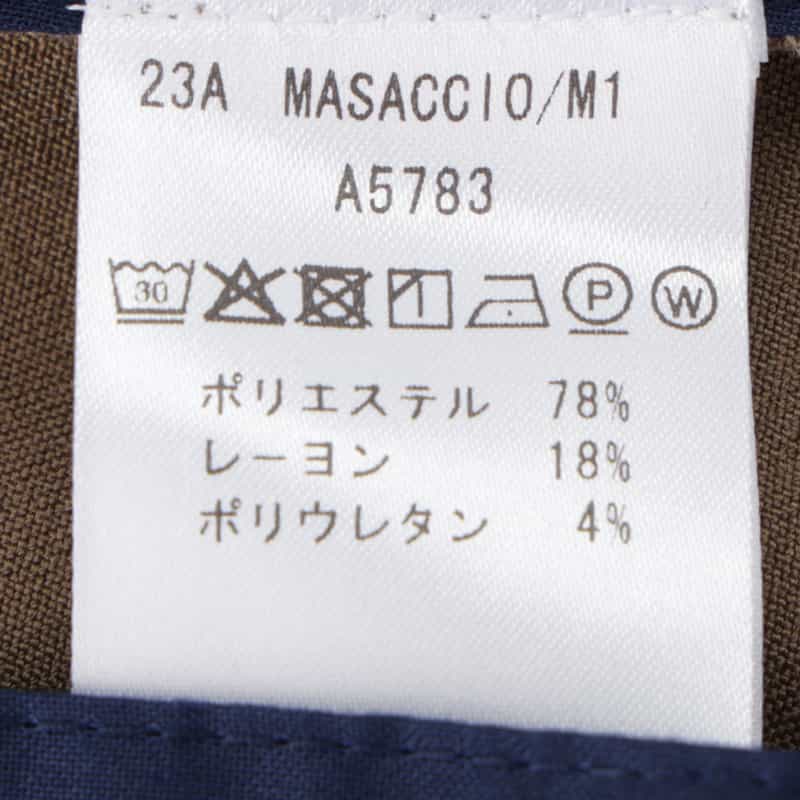 23A MASACCIO/M1
A5783
30 P W
ポリエステル 78%
レーヨン 18%
ポリウレタン 4%